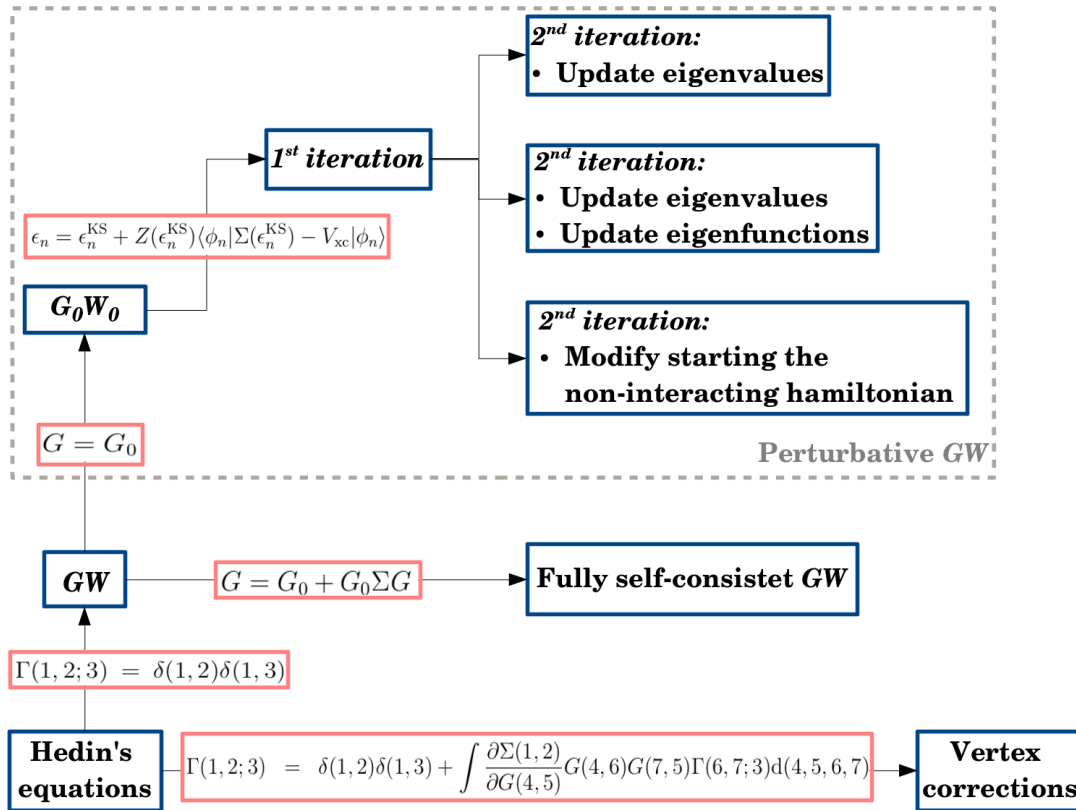 2nd iteration:
• Update eigenvalues
1st iteration
2nd iteration:
• Update eigenvalues
• Update eigenfunctions
ϵₙ = ϵₙᴷˢ + Z(ϵₙᴷˢ)⟨ϕₙ|Σ(ϵₙᴷˢ) − Vxc|ϕₙ⟩
G₀W₀
2nd iteration:
• Modify starting the
non-interacting hamiltonian
G = G₀
Perturbative GW
GW
G = G₀ + G₀ΣG
Fully self-consistet GW
Γ(1, 2; 3) = δ(1, 2)δ(1, 3)
Hedin's
equations
Γ(1, 2; 3) = δ(1, 2)δ(1, 3) + ∫ ∂Σ(1, 2)/∂G(4, 5) G(4, 6)G(7, 5)Γ(6, 7; 3)d(4, 5, 6, 7)
Vertex
corrections